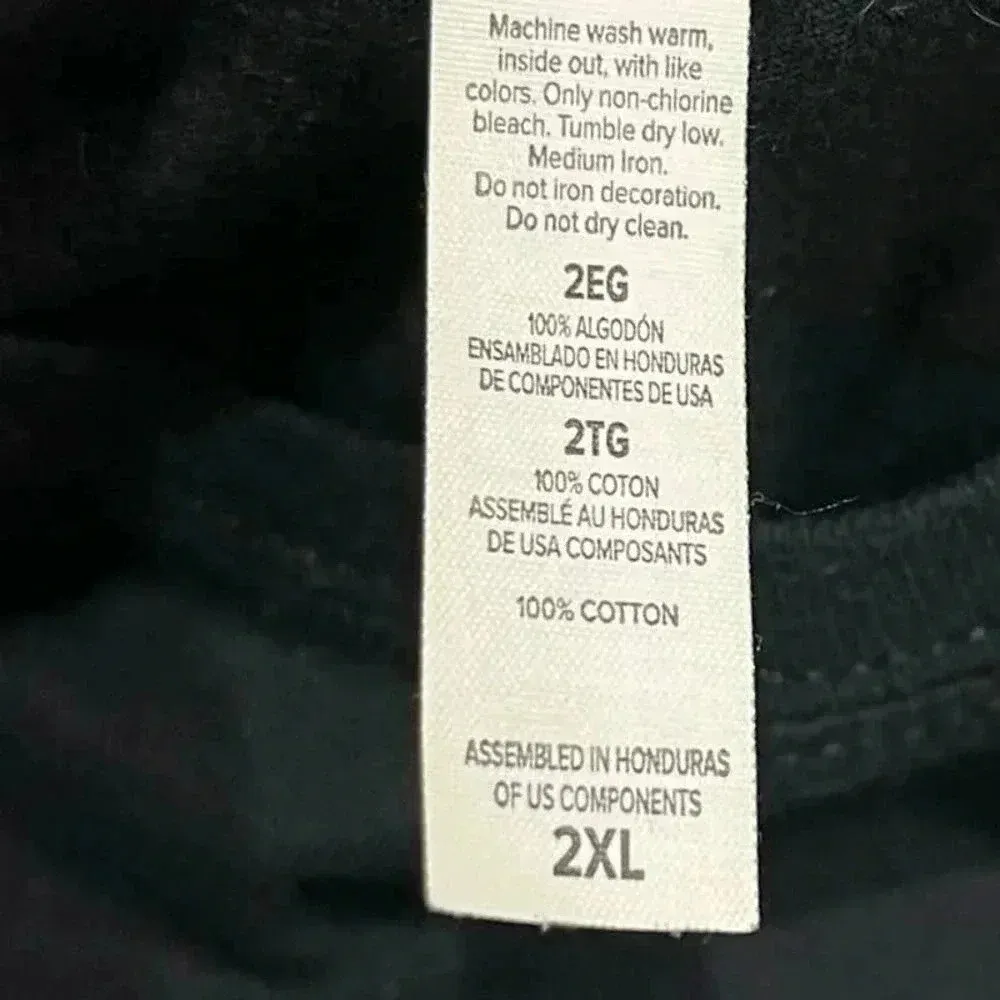 Machine wash warm,
inside out, with like
colors. Only non-chlorine
bleach. Tumble dry low.
Medium Iron.
Do not iron decoration.
Do not dry clean.
2EG
100% ALGODÓN
ENSAMBLADO EN HONDURAS
DE COMPONENTES DE USA
2TG
100% COTON
ASSEMBLÉ AU HONDURAS
DE USA COMPOSANTS
100% COTTON
ASSEMBLED IN HONDURAS
OF US COMPONENTS
2XL